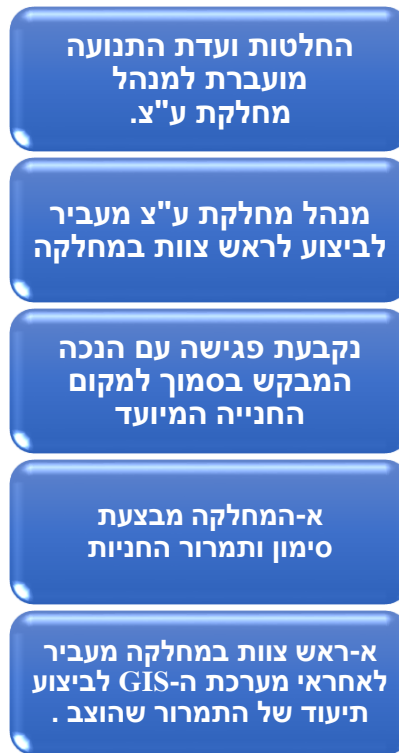 החלטות ועדת התנועה
מועברת למנהל
מחלקת ע"צ.
מנהל מחלקת ע"צ מעביר
לביצוע לראש צוות במחלקה
נקבעת פגישה עם הנכה
המבקש בסמוך למקום
החנייה המיועד
א-המחלקה מבצעת
סימון ותמרור החניות
א-ראש צוות במחלקה מעביר
לאחראי מערכת ה-GIS לביצוע
תיעוד של התמרור שהוצב .